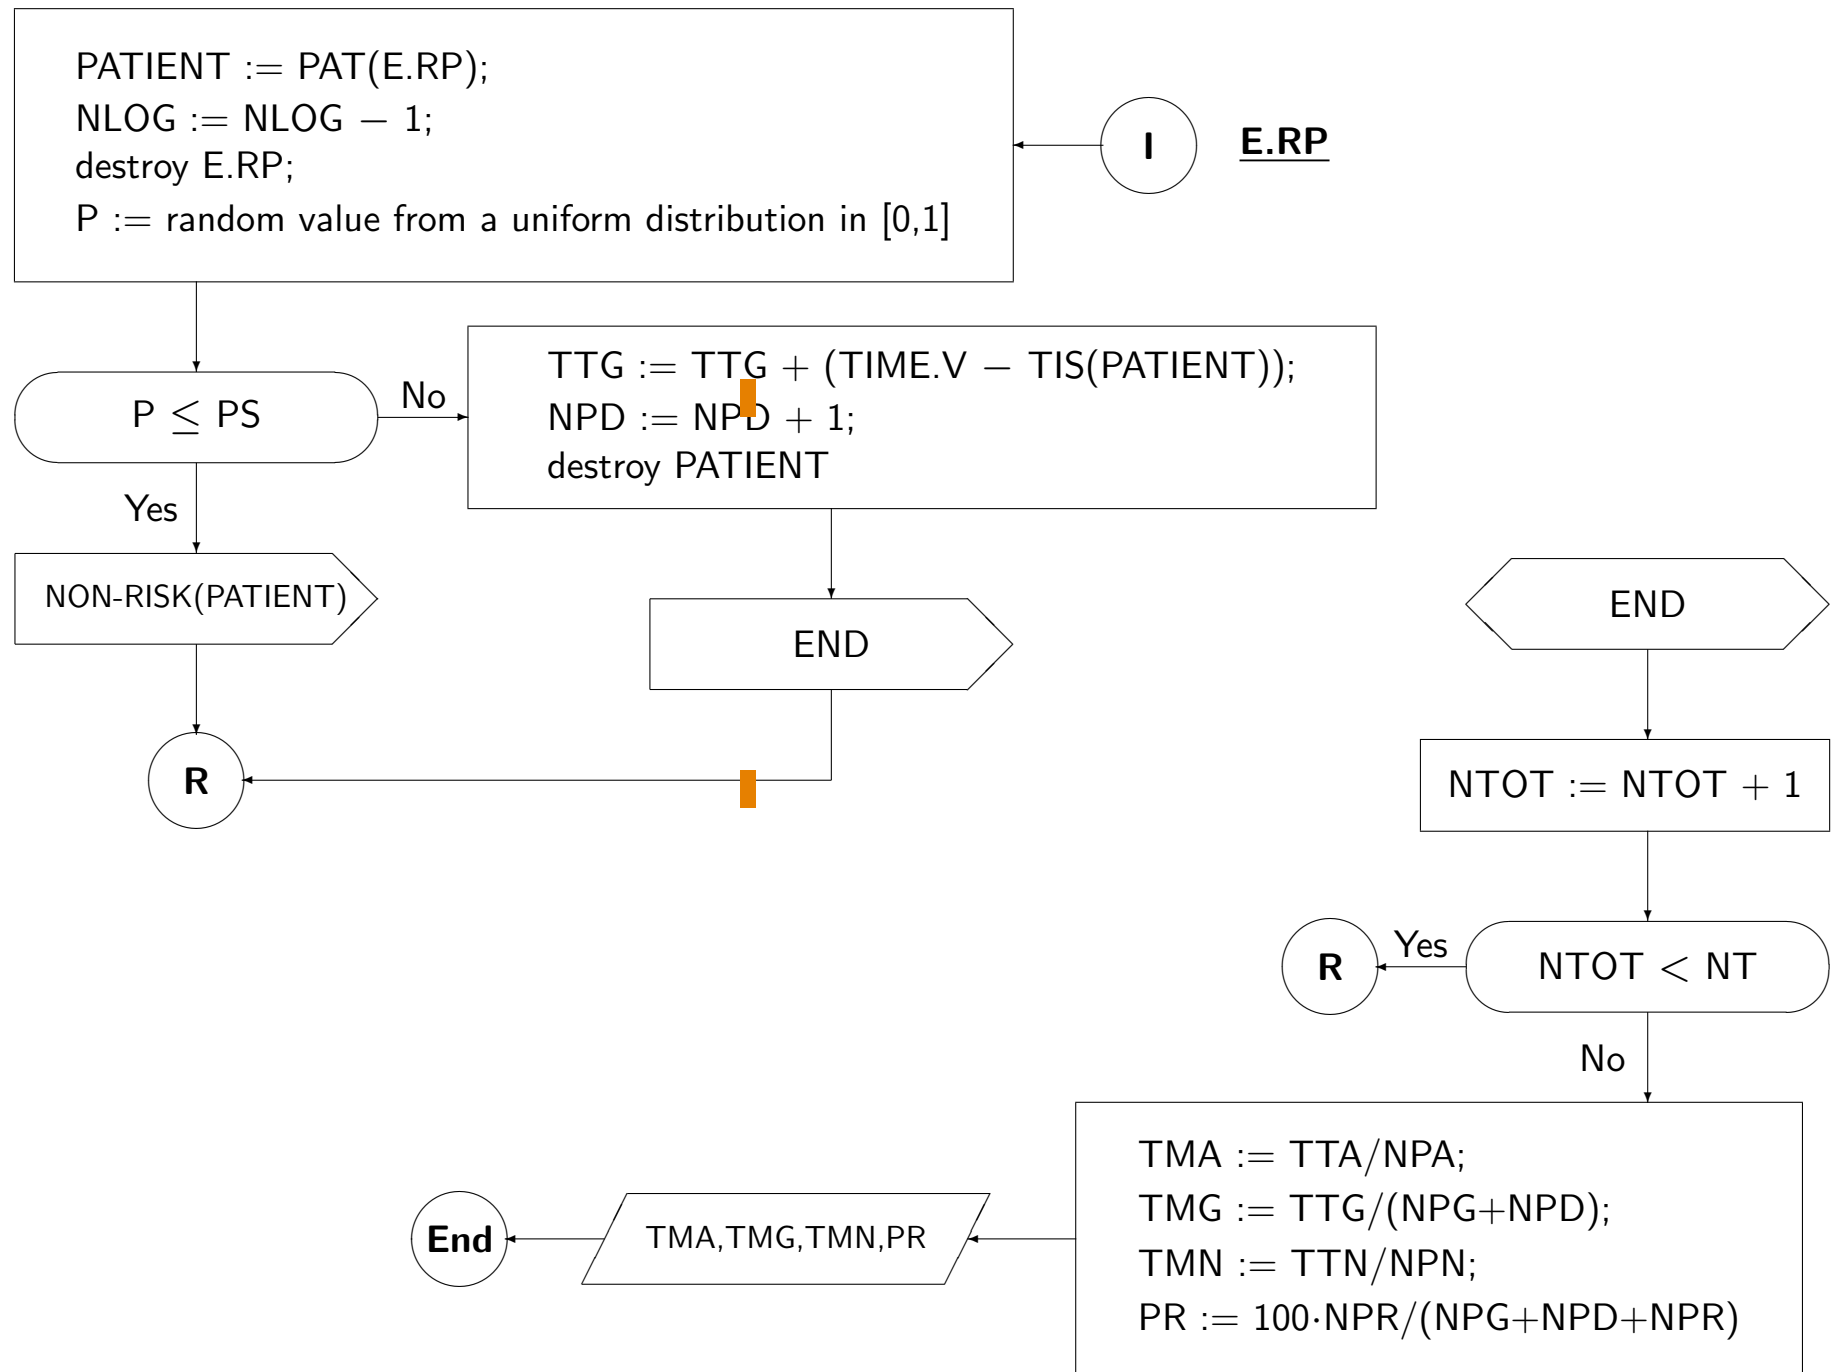 PATIENT := PAT(E.RP);
NLOG := NLOG − 1;
destroy E.RP;
P := random value from a uniform distribution in [0,1]
I
E.RP
P ≤ PS
No
TTG := TTG + (TIME.V − TIS(PATIENT));
NPD := NPD + 1;
destroy PATIENT
Yes
NON-RISK(PATIENT)
END
R
END
NTOT := NTOT + 1
NTOT < NT
Yes
R
No
TMA := TTA/NPA;
TMG := TTG/(NPG+NPD);
TMN := TTN/NPN;
PR := 100·NPR/(NPG+NPD+NPR)
TMA,TMG,TMN,PR
End